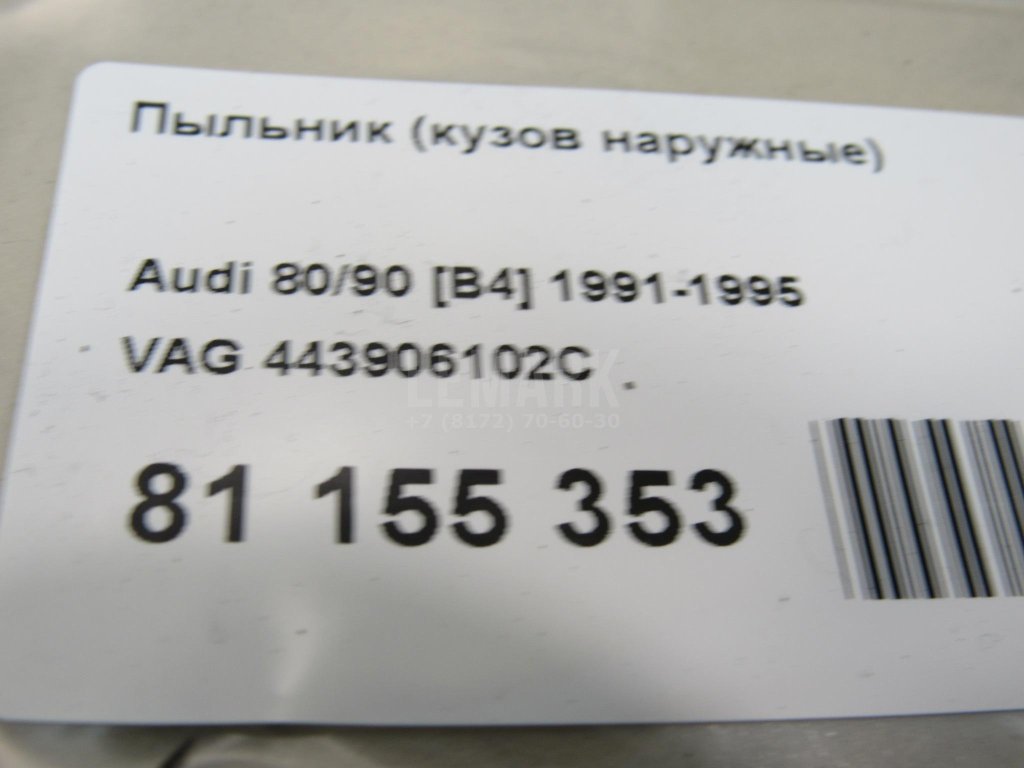 Пыльник (кузов наружные)
Audi 80/90 [B4] 1991-1995
VAG 443906102C
LEMARK
+7 (8172) 70-60-30
81 155 353